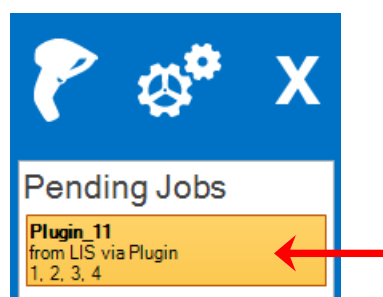 X
Pending Jobs
Plugin_11
from LIS via Plugin
1, 2, 3, 4